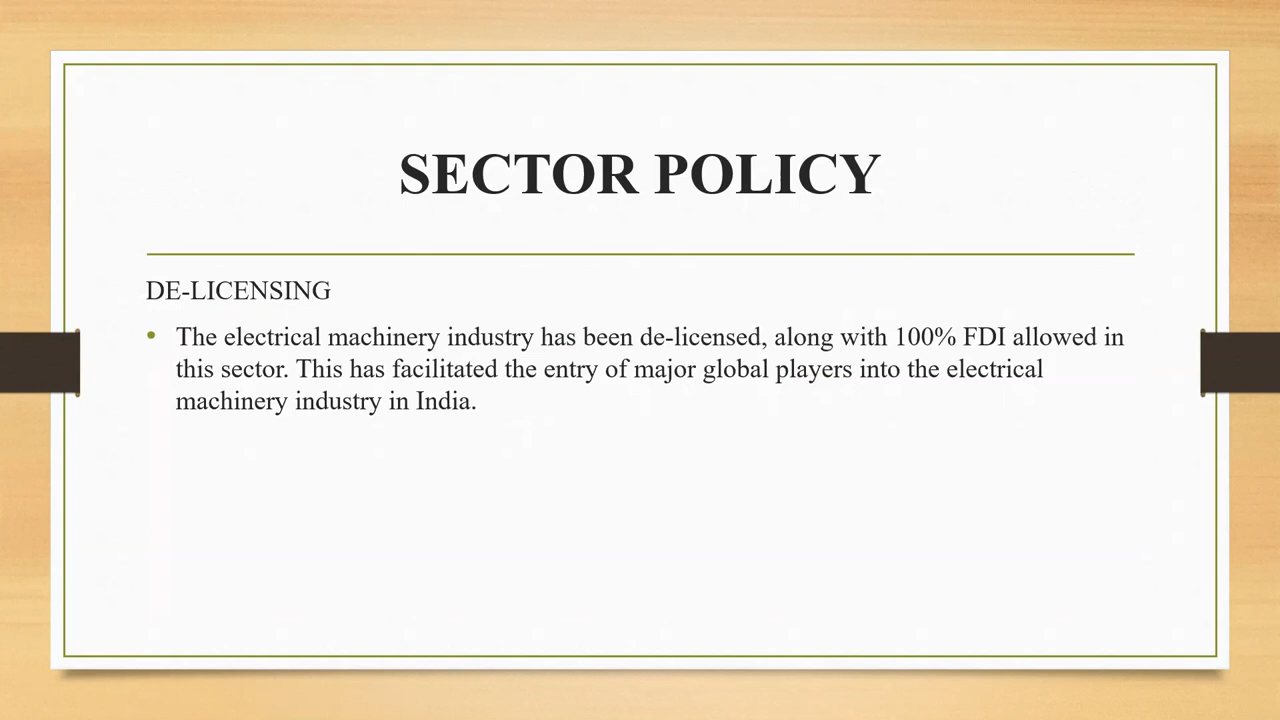 SECTOR POLICY
DE-LICENSING
• The electrical machinery industry has been de-licensed, along with 100% FDI allowed in
this sector. This has facilitated the entry of major global players into the electrical
machinery industry in India.